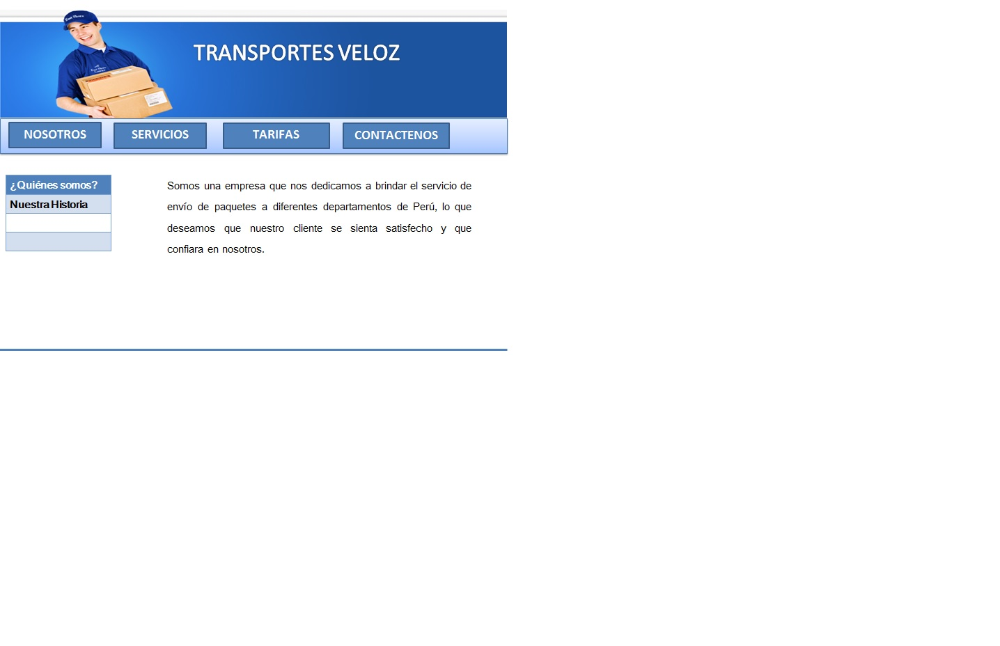 TRANSPORTES VELOZ
NOSOTROS SERVICIOS TARIFAS CONTACTENOS
¿Quiénes somos?
Nuestra Historia
Somos una empresa que nos dedicamos a brindar el servicio de
envío de paquetes a diferentes departamentos de Perú, lo que
deseamos que nuestro cliente se sienta satisfecho y que
confiara en nosotros.